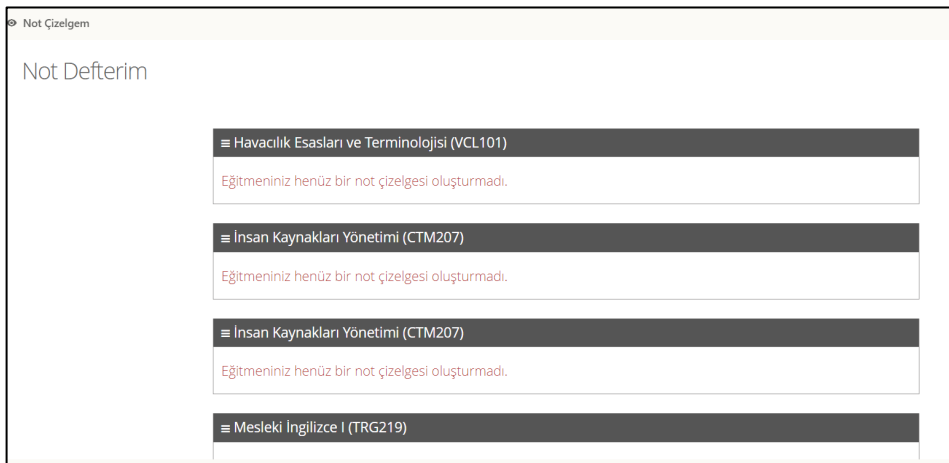 Not Çizelgem
Not Defterim
Havacılık Esasları ve Terminolojisi (VCL101)
Eğitmeniniz henüz bir not çizelgesi oluşturmadı.
İnsan Kaynakları Yönetimi (CTM207)
Eğitmeniniz henüz bir not çizelgesi oluşturmadı.
İnsan Kaynakları Yönetimi (CTM207)
Eğitmeniniz henüz bir not çizelgesi oluşturmadı.
Mesleki İngilizce I (TRG219)